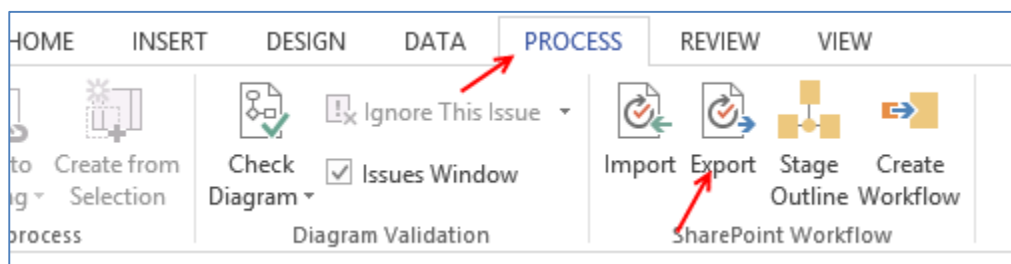 HOME INSERT DESIGN DATA PROCESS REVIEW VIEW
Ignore This Issue
to Create from Check Issues Window Import Export Stage Create
Selection Diagram Outline Workflow
Diagram Validation SharePoint Workflow